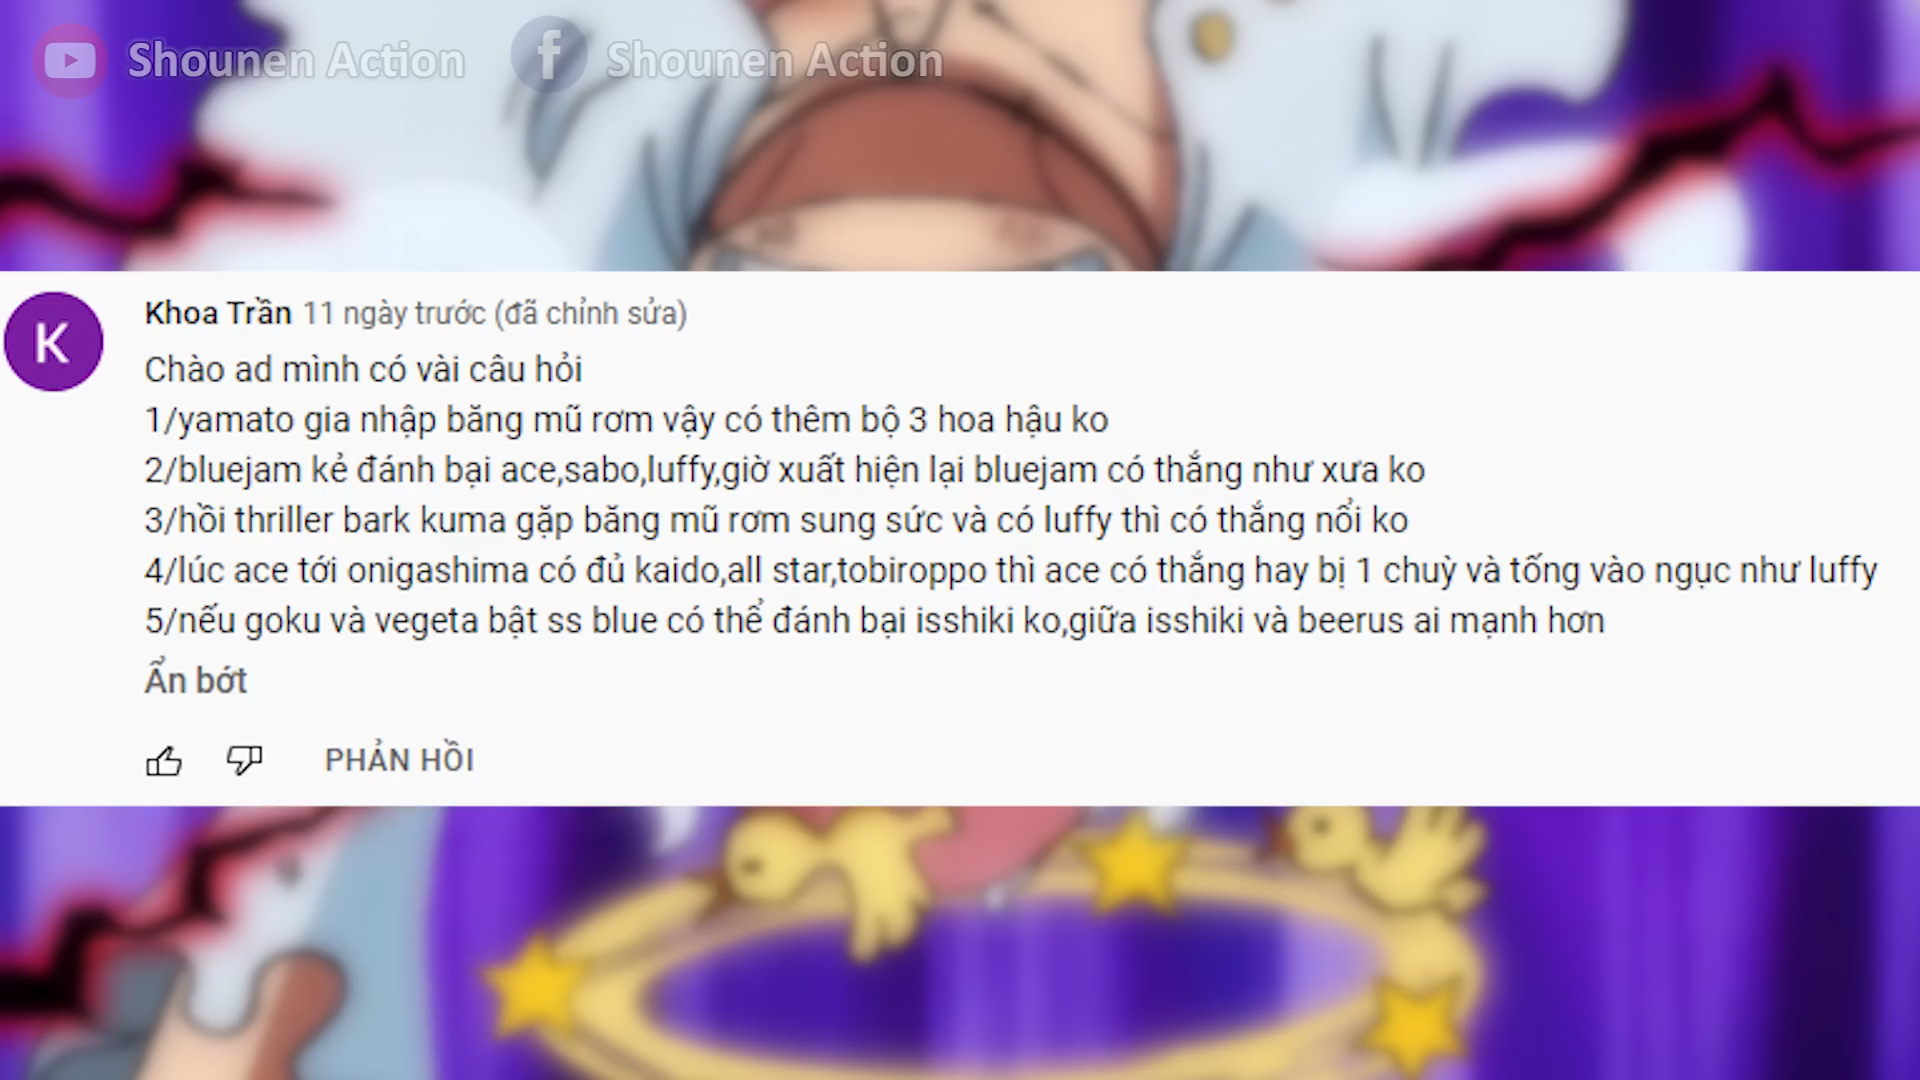 Shounen Action Shounen Action
K
Khoa Trần 11 ngày trước (đã chỉnh sửa)
Chào ad mình có vài câu hỏi
1/yamato gia nhập băng mũ rơm vậy có thêm bộ 3 hoa hậu ko
2/bluejam kẻ đánh bại ace,sabo,luffy,giờ xuất hiện lại bluejam có thắng như xưa ko
3/hồi thriller bark kuma gặp băng mũ rơm sung sức và có luffy thì có thắng nổi ko
4/lúc ace tới onigashima có đủ kaido,all star,tobiroppo thì ace có thắng hay bị 1 chuỳ và tống vào ngục như luffy
5/nếu goku và vegeta bật ss blue có thể đánh bại isshiki ko,giữa isshiki và beerus ai mạnh hơn
Ẩn bớt
PHẢN HỒI